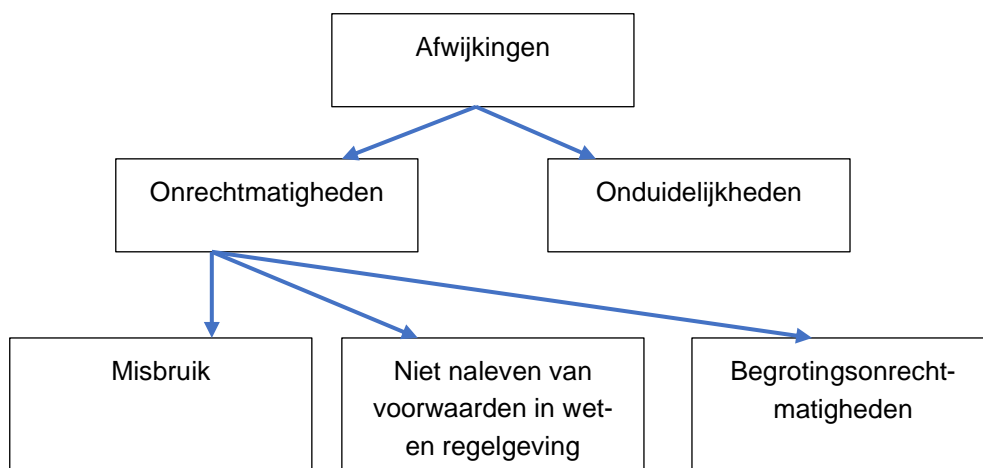 Afwijkingen
Onrechtmatigheden
Onduidelijkheden
Misbruik
Niet naleven van
voorwaarden in wet-
en regelgeving
Begrotingsonrecht-
matigheden